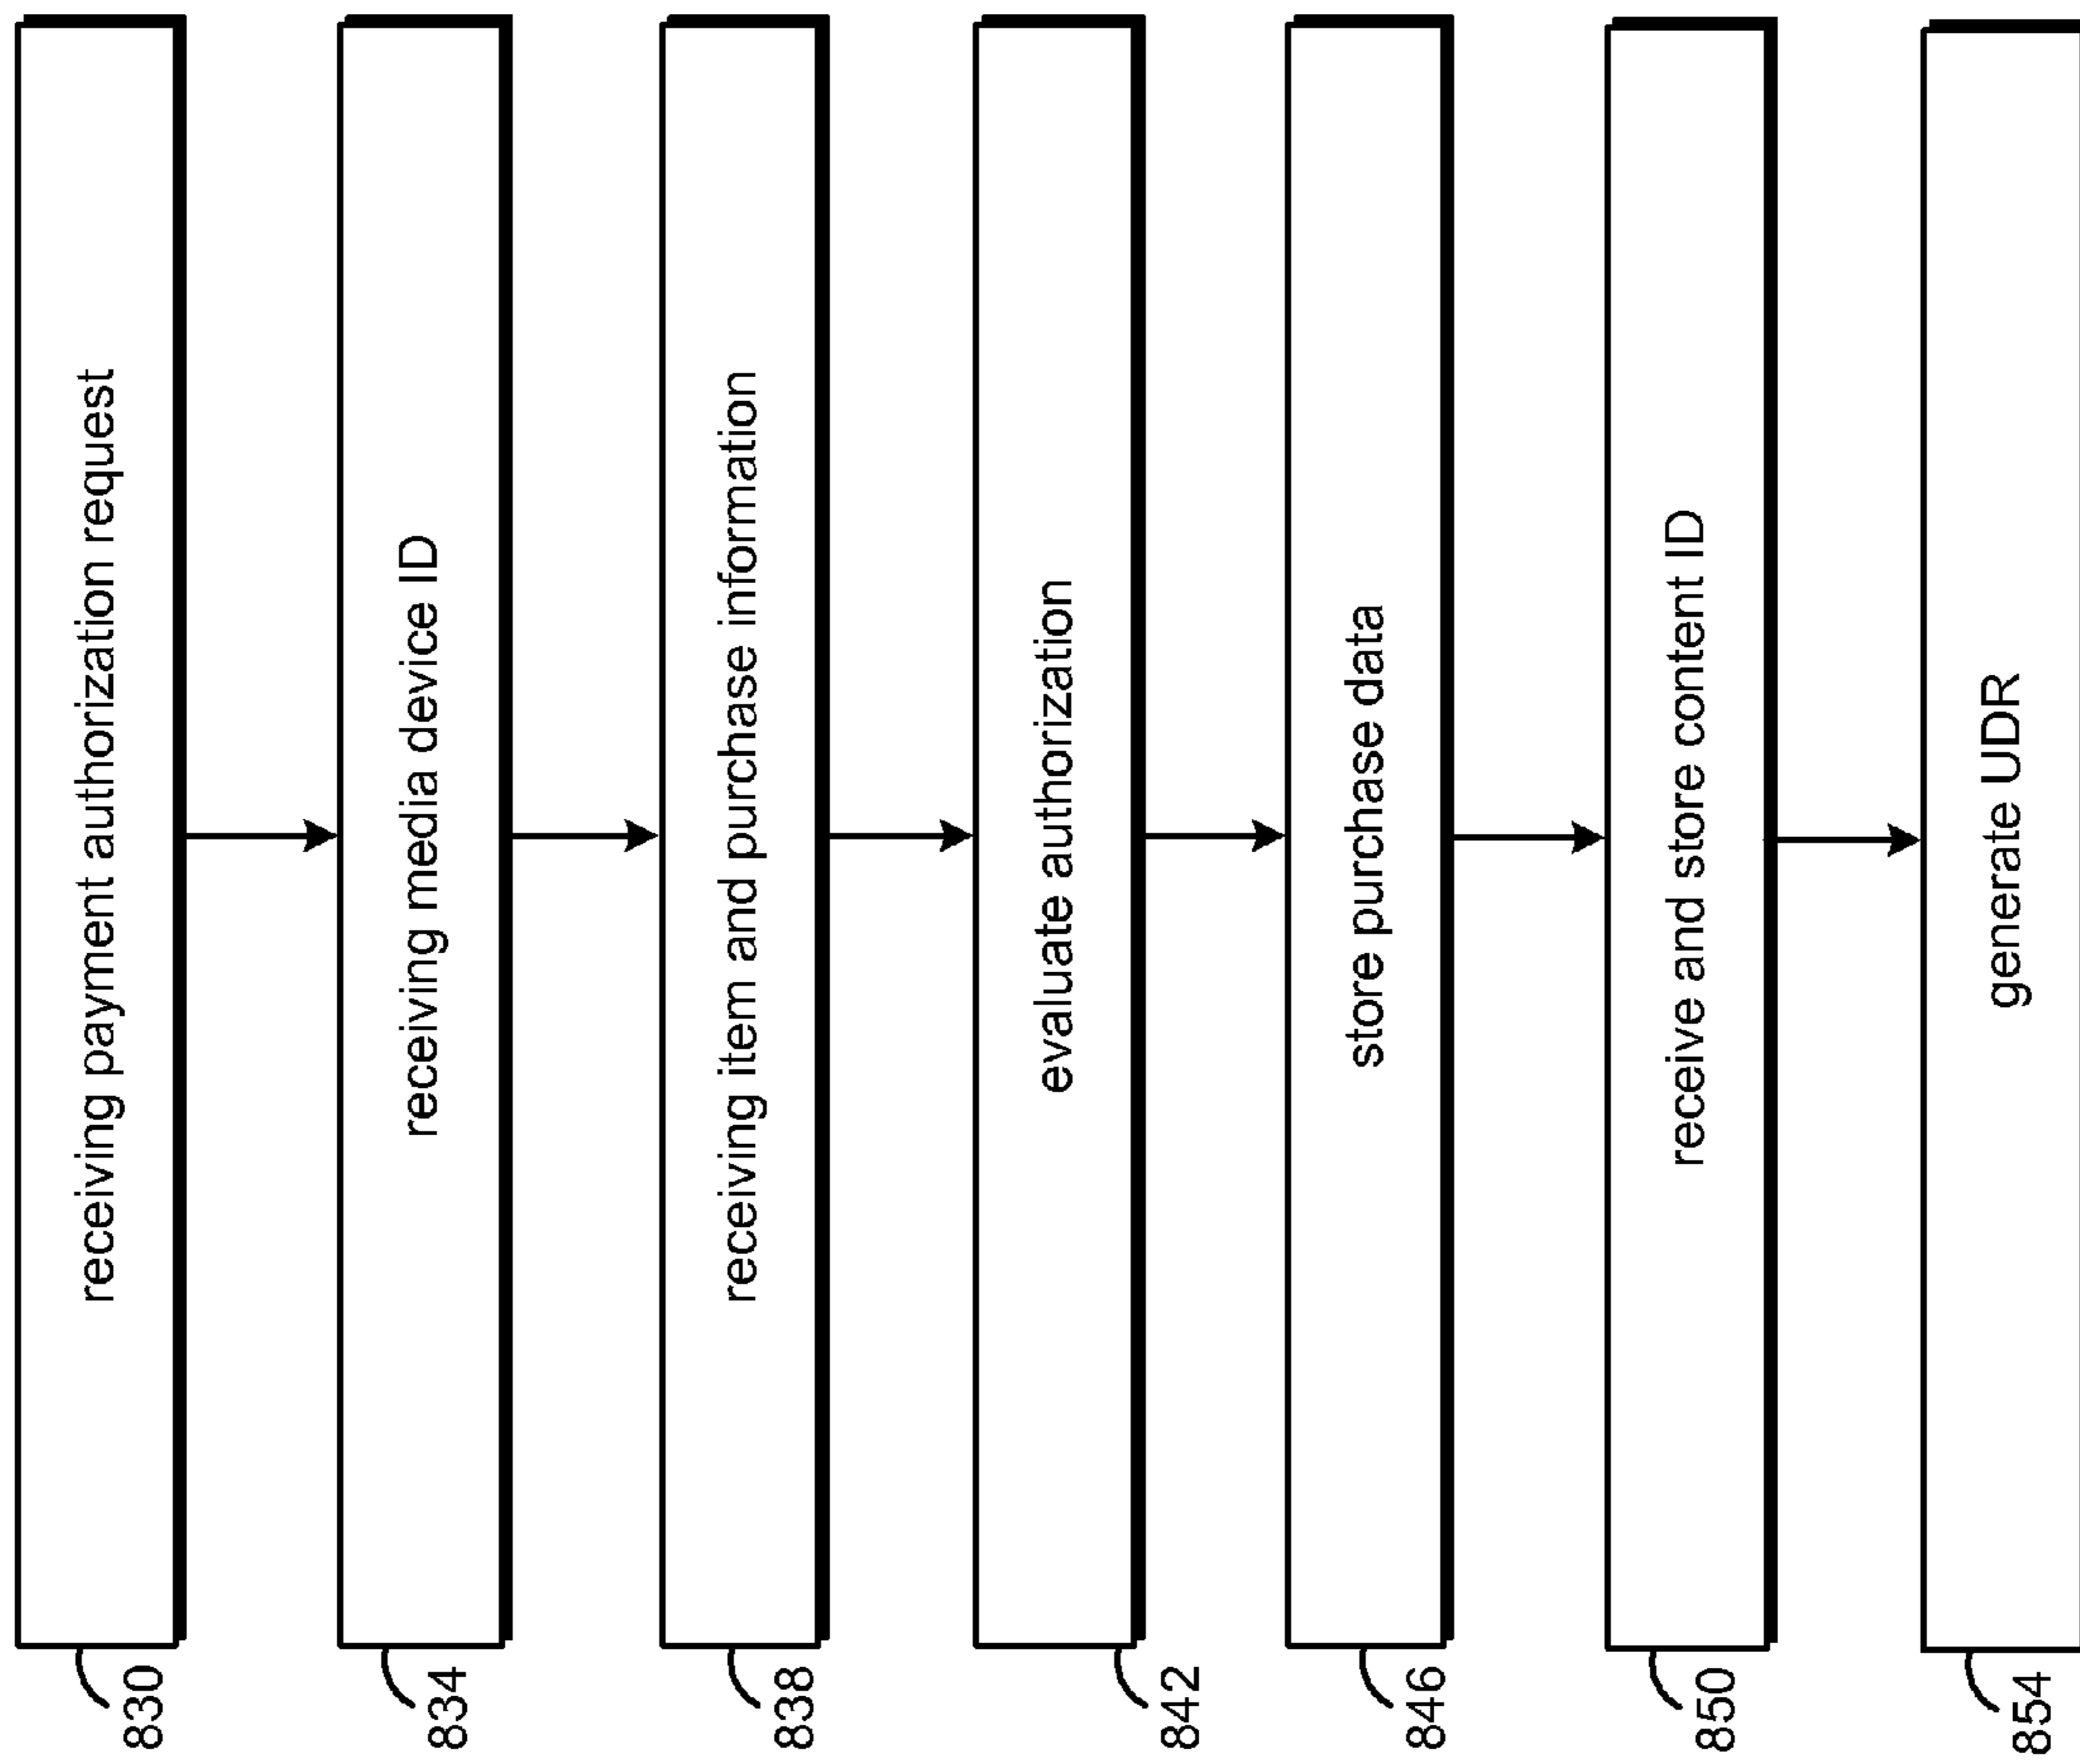 receiving payment authorization request
830
receiving media device ID
834
receiving item and purchase information
838
evaluate authorization
842
store purchase data
846
receive and store content ID
850
generate UDR
854